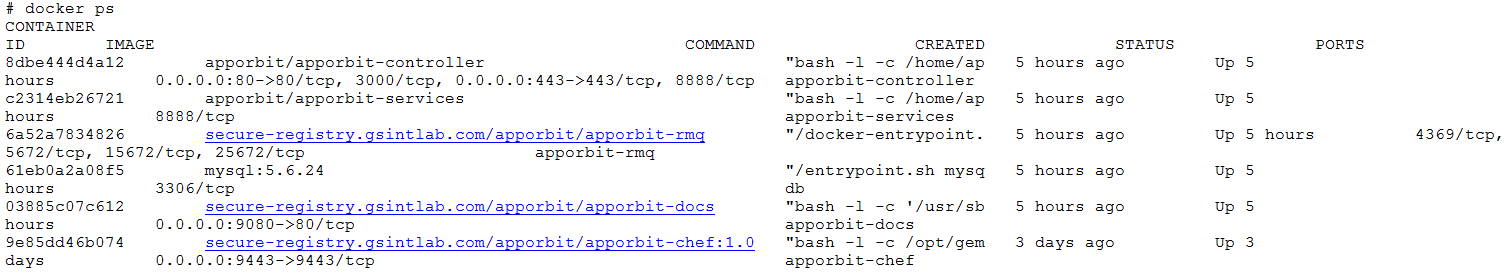 # docker ps
CONTAINER
ID IMAGE COMMAND CREATED STATUS PORTS
8dbe444d4a12 apporbit/apporbit-controller "bash -l -c /home/ap 5 hours ago Up 5
hours 0.0.0.0:80->80/tcp, 3000/tcp, 0.0.0.0:443->443/tcp, 8888/tcp apporbit-controller
c2314eb26721 apporbit/apporbit-services "bash -l -c /home/ap 5 hours ago Up 5
hours 8888/tcp apporbit-services
6a52a7834826 secure-registry.gsintlab.com/apporbit/apporbit-rmq "/docker-entrypoint. 5 hours ago Up 5 hours 4369/tcp,
5672/tcp, 15672/tcp, 25672/tcp apporbit-rmq
61eb0a2a08f5 mysql:5.6.24 "/entrypoint.sh mysq 5 hours ago Up 5
hours 3306/tcp db
03885c07c612 secure-registry.gsintlab.com/apporbit/apporbit-docs "bash -l -c '/usr/sb 5 hours ago Up 5
hours 0.0.0.0:9080->80/tcp apporbit-docs
9e85dd46b074 secure-registry.gsintlab.com/apporbit/apporbit-chef:1.0 "bash -l -c /opt/gem 3 days ago Up 3
days 0.0.0.0:9443->9443/tcp apporbit-chef